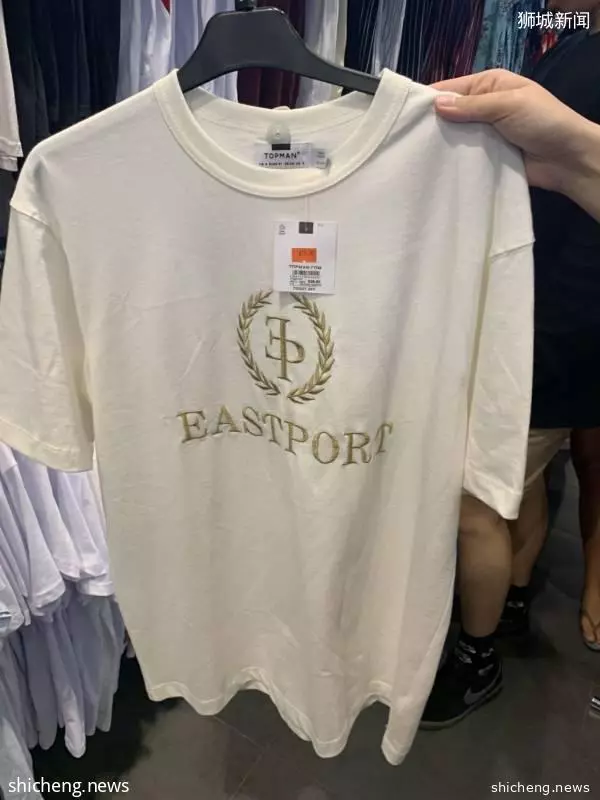 狮城新闻
TOPMAN
TOPMAN.COM
EP
EASTPORT
shicheng.news
shicheng.news